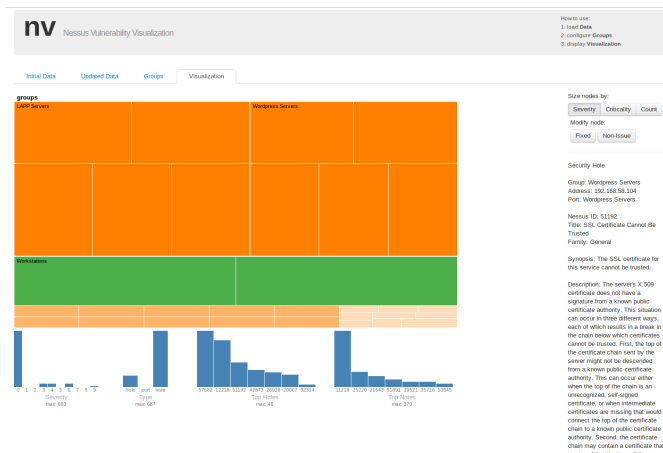 nv Nessus Vulnerability Visualization
How to use:
1. load Data
2. configure Groups
3. display Visualization
Initial Data Updated Data Groups Visualization
groups
LAPP Servers Wordpress Servers
Workstations
0 1 2 3 4 5 6 7 8 9
Severity
max: 683
hole port note
Type
max: 687
57582 12218 51192 42873 26928 20007 32314
Top Holes
max: 46
11219 25220 21643 51891 39521 35716 50845
Top Notes
max: 379
Size nodes by:
Severity Criticality Count
Modify node:
Fixed Non-Issue
Security Hole
Group: Wordpress Servers
Address: 192.168.58.104
Port: Wordpress Servers
Nessus ID: 51192
Title: SSL Certificate Cannot Be
Trusted
Family: General
Synopsis: The SSL certificate for
this service cannot be trusted.
Description: The server's X.509
certificate does not have a
signature from a known public
certificate authority. This situation
can occur in three different ways,
each of which results in a break in
the chain below which certificates
cannot be trusted. First, the top of
the certificate chain sent by the
server might not be descended
from a known public certificate
authority. This can occur either
when the top of the chain is an
unrecognized, self-signed
certificate, or when intermediate
certificates are missing that would
connect the top of the certificate
chain to a known public certificate
authority. Second, the certificate
chain may contain a certificate that